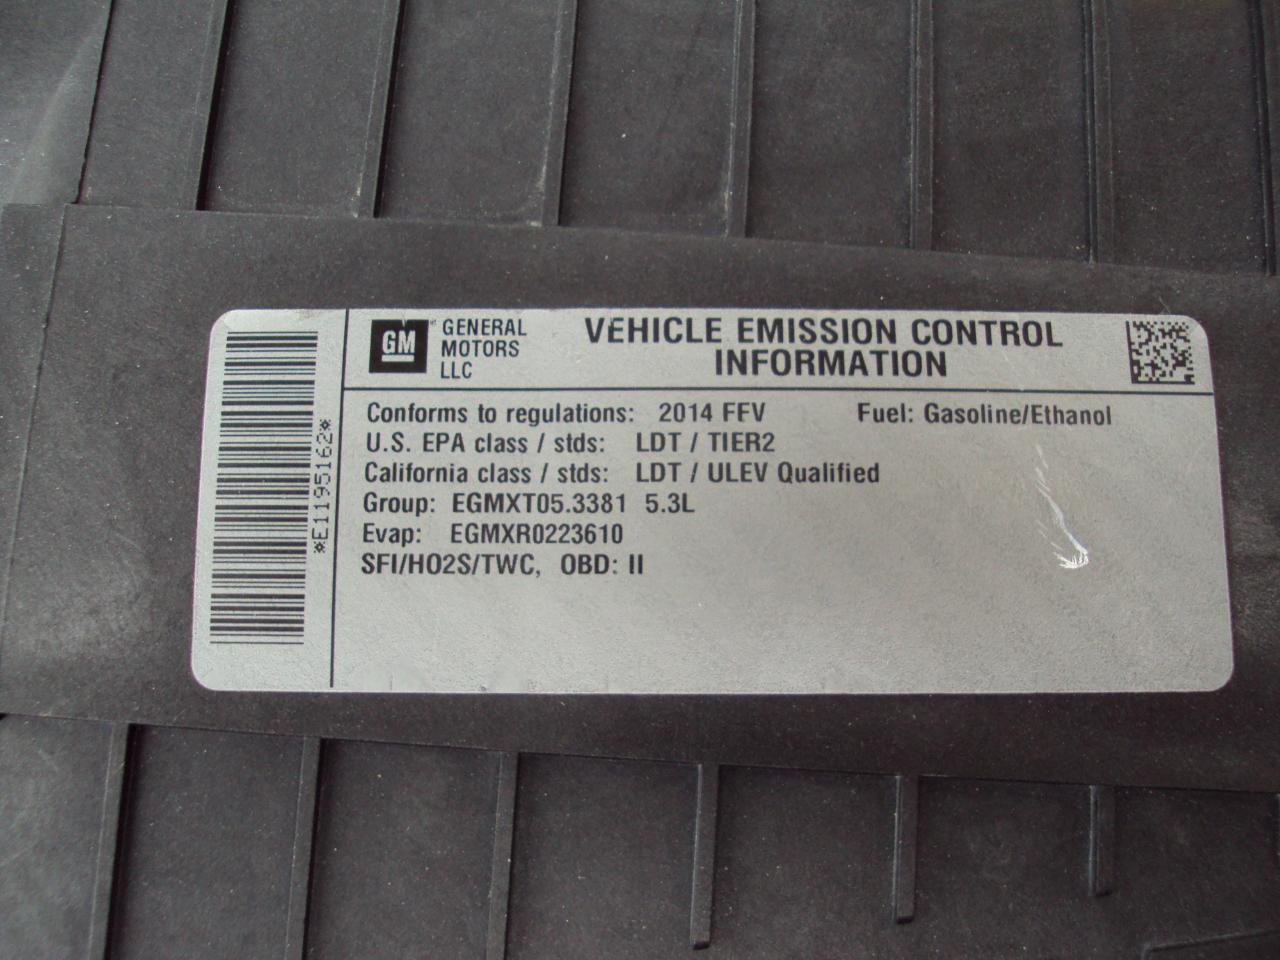 GM GENERAL MOTORS LLC
VEHICLE EMISSION CONTROL
INFORMATION
*E1195162*
Conforms to regulations: 2014 FFV Fuel: Gasoline/Ethanol
U.S. EPA class / stds: LDT / TIER2
California class / stds: LDT / ULEV Qualified
Group: EGMXT05.3381 5.3L
Evap: EGMXR0223610
SFI/HO2S/TWC, OBD: II